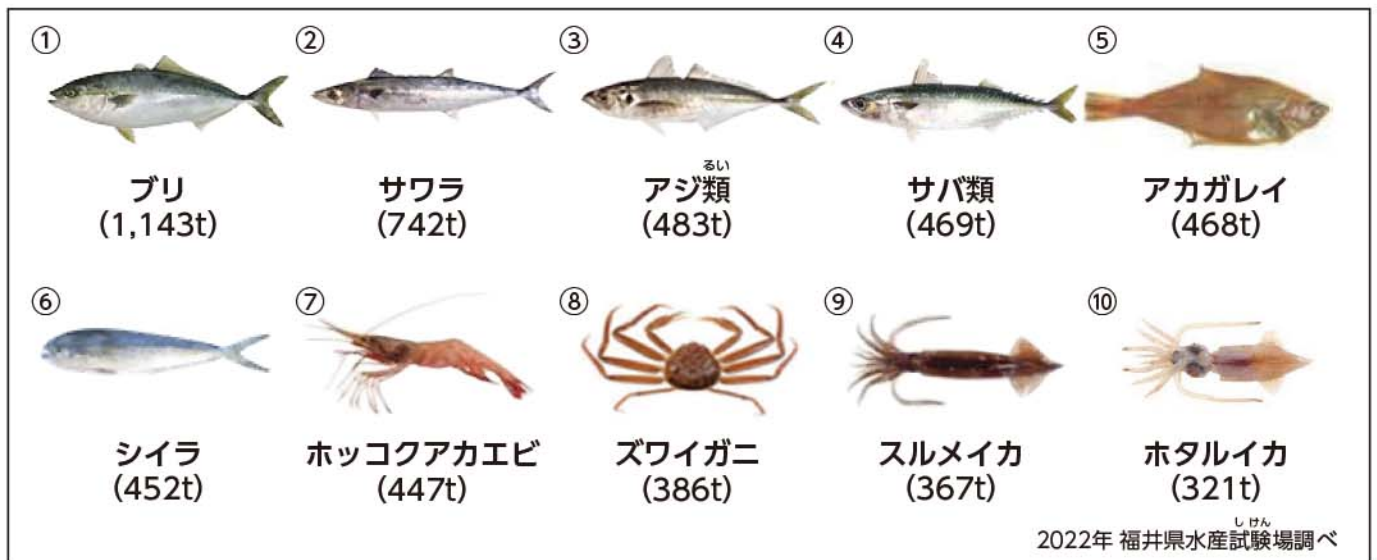 ①
②
③
④
⑤
ブリ
(1,143t)
サワラ
(742t)
るい
アジ類
(483t)
サバ類
(469t)
アカガレイ
(468t)
⑥
⑦
⑧
⑨
⑩
シイラ
(452t)
ホッコクアカエビ
(447t)
ズワイガニ
(386t)
スルメイカ
(367t)
ホタルイカ
(321t)
しけん
2022年 福井県水産試験場調べ